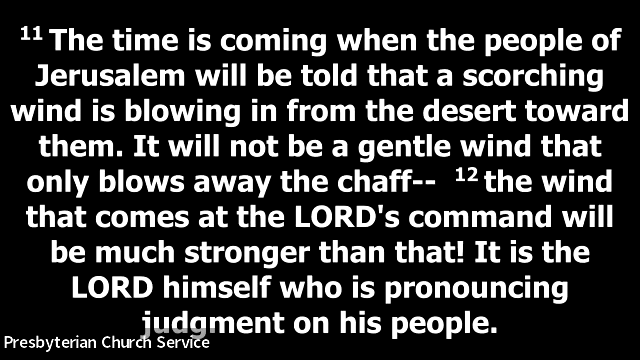 11 The time is coming when the people of
Jerusalem will be told that a scorching
wind is blowing in from the desert toward
them. It will not be a gentle wind that
only blows away the chaff-- 12 the wind
that comes at the LORD's command will
be much stronger than that! It is the
LORD himself who is pronouncing
judgment on his people.
Presbyterian Church Service